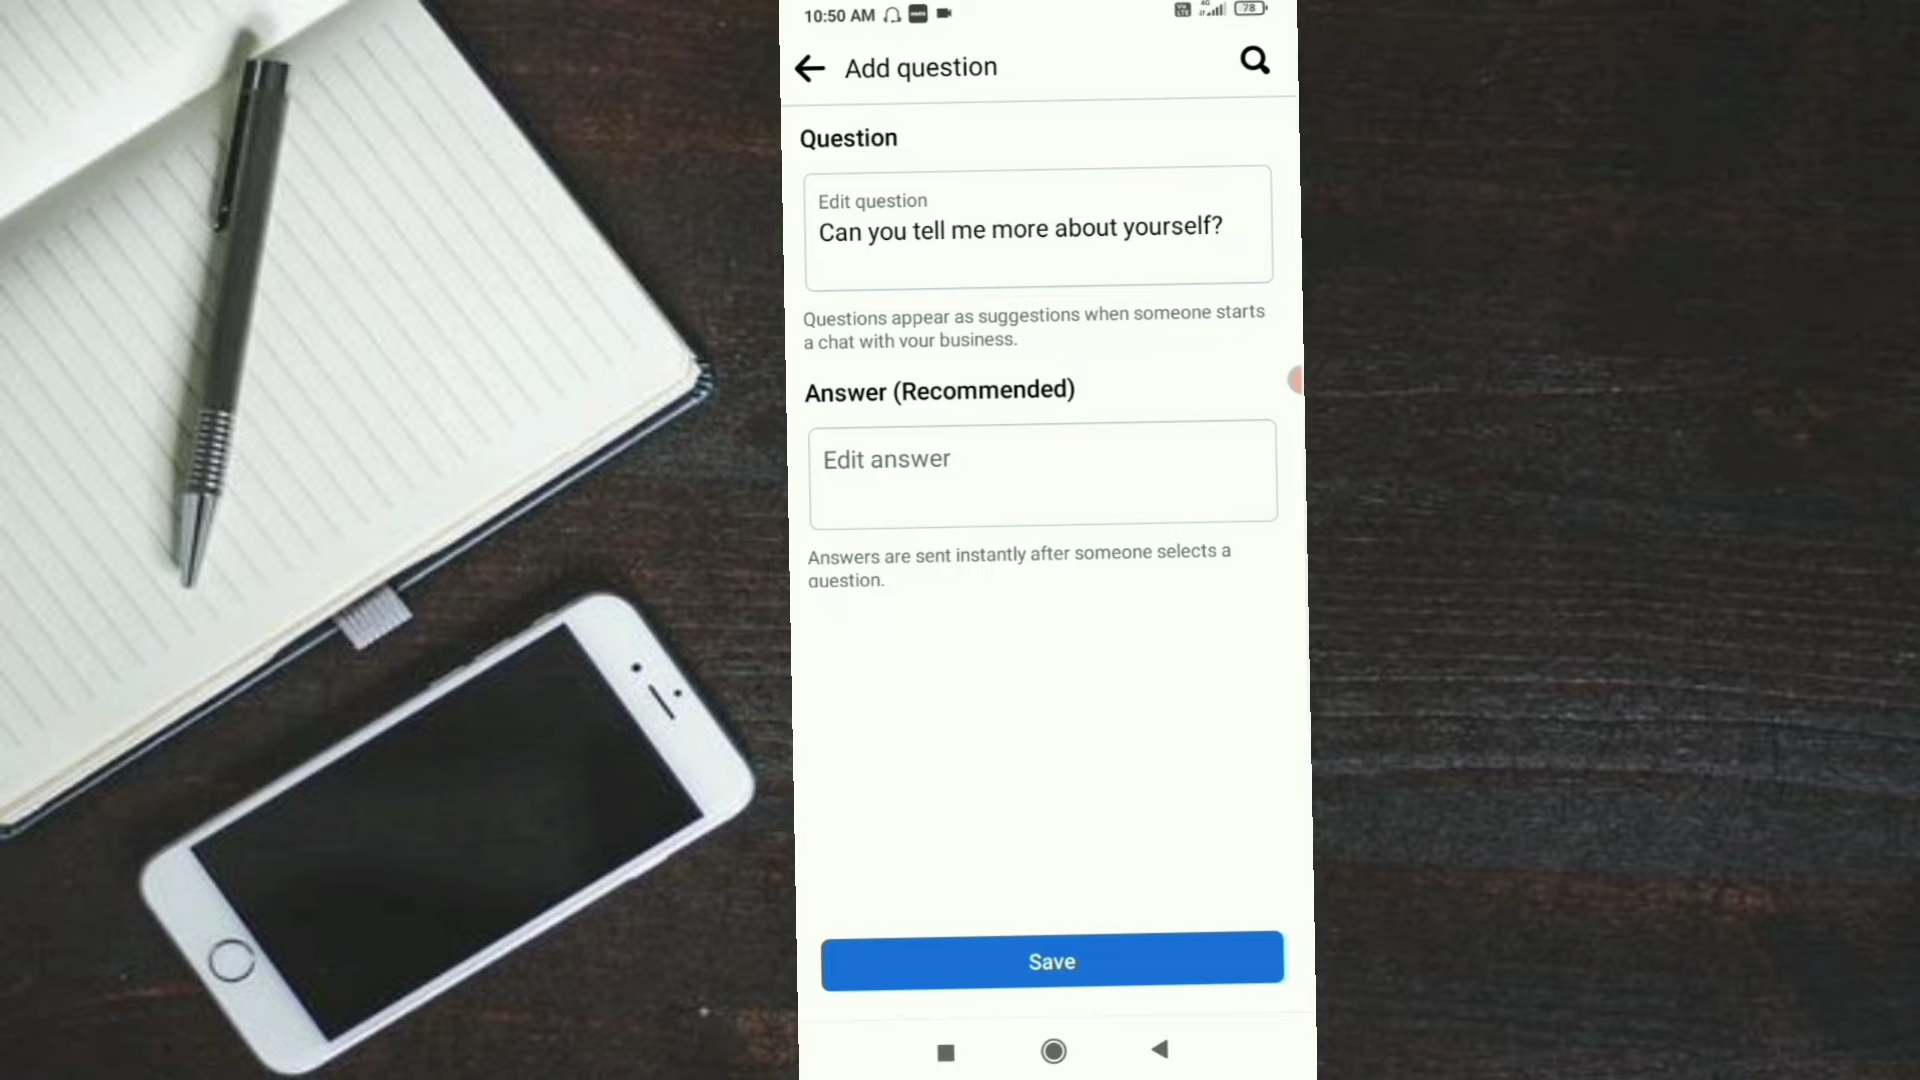 10:50 AM
78
Add question
Question
Edit question
Can you tell me more about yourself?
Questions appear as suggestions when someone starts
a chat with your business.
Answer (Recommended)
Edit answer
Answers are sent instantly after someone selects a
question.
Save